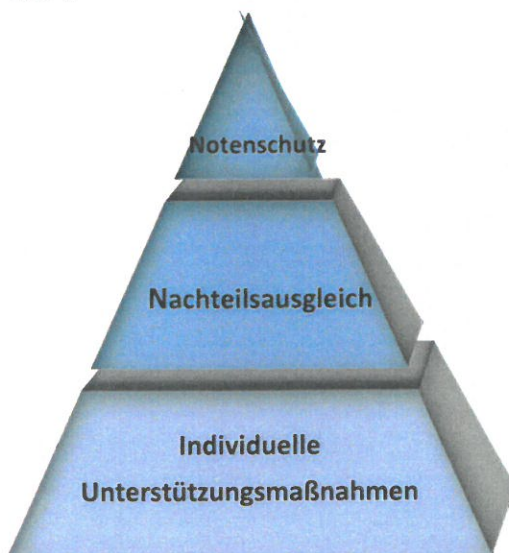 Notenschutz
Nachteilsausgleich
Individuelle
Unterstützungsmaßnahmen